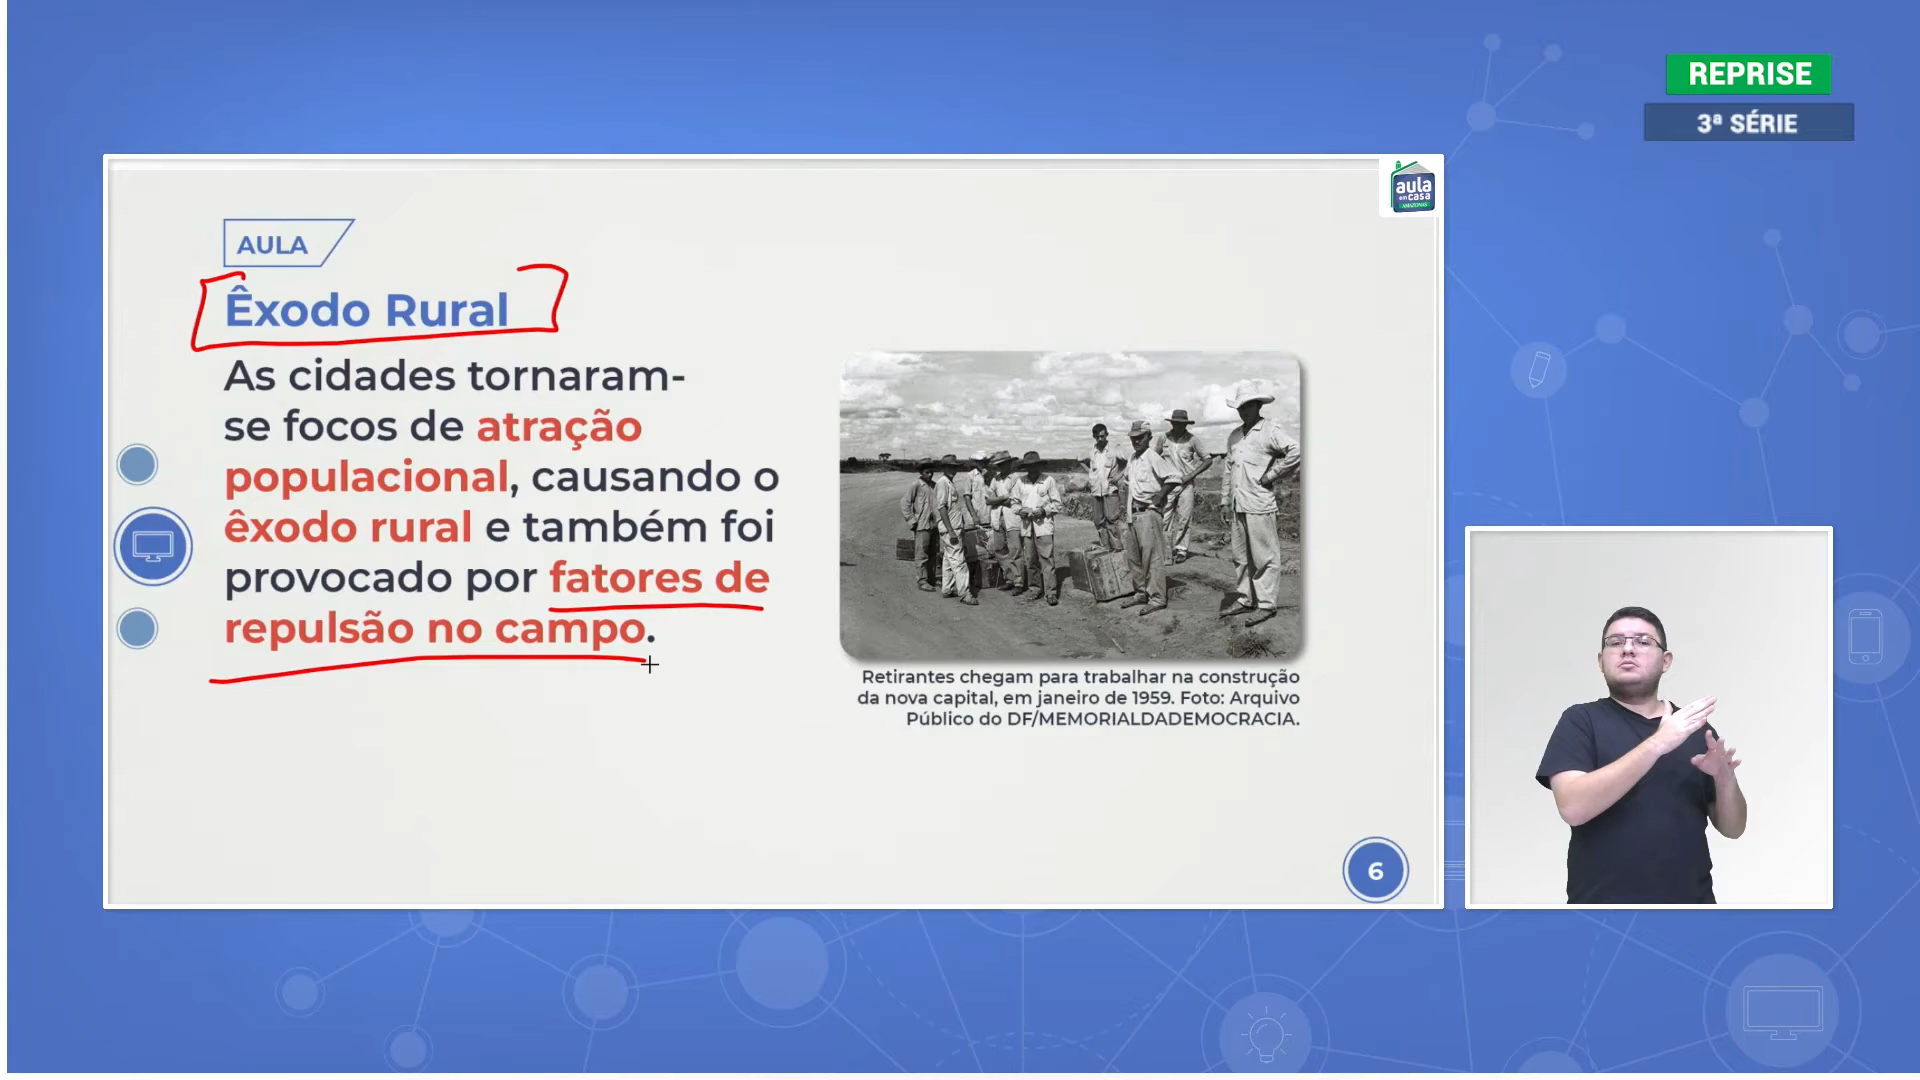 REPRISE
3ª SÉRIE
aula
em casa
AMAZONAS
AULA
Êxodo Rural
As cidades tornaram-
se focos de atração
populacional, causando o
êxodo rural e também foi
provocado por fatores de
repulsão no campo.
Retirantes chegam para trabalhar na construção
da nova capital, em janeiro de 1959. Foto: Arquivo
Público do DF/MEMORIALDADEMOCRACIA.
6